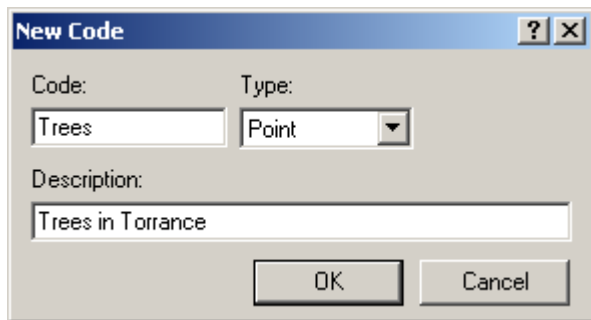 New Code
Code: Type:
Trees Point
Description:
Trees in Torrance
OK Cancel